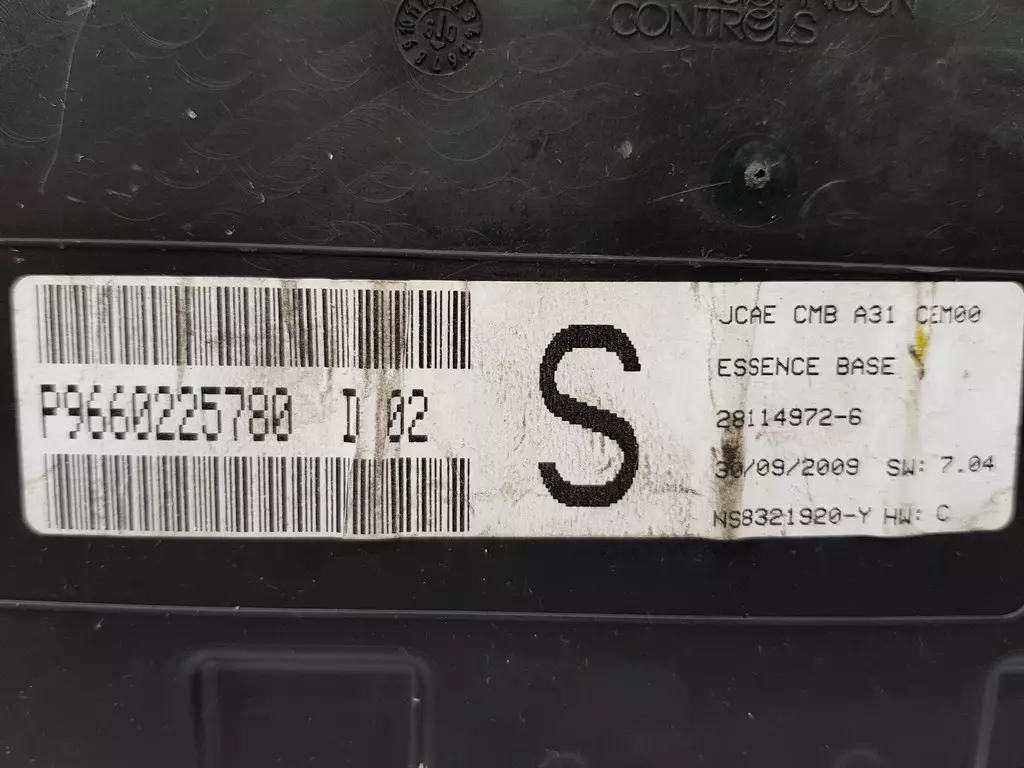 CONTROLS
P9660225780 D 02
S
JCAE CMB A31 CEM00
ESSENCE BASE
28114972-6
30/09/2009 SW: 7.04
NS8321920-Y HW: C